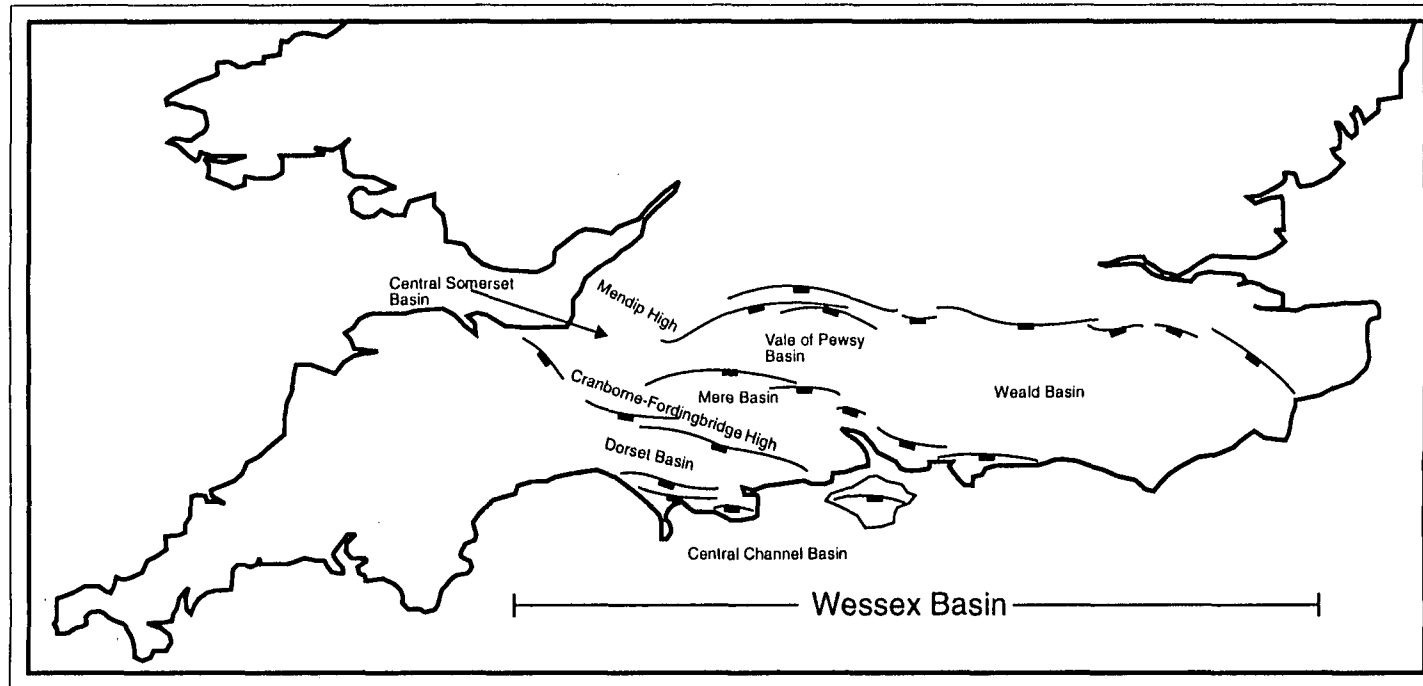 Central Somerset
Basin
Mendip High
Vale of Pewsy
Basin
Cranborne-Fordingbridge High
Mere Basin
Weald Basin
Dorset Basin
Central Channel Basin
Wessex Basin